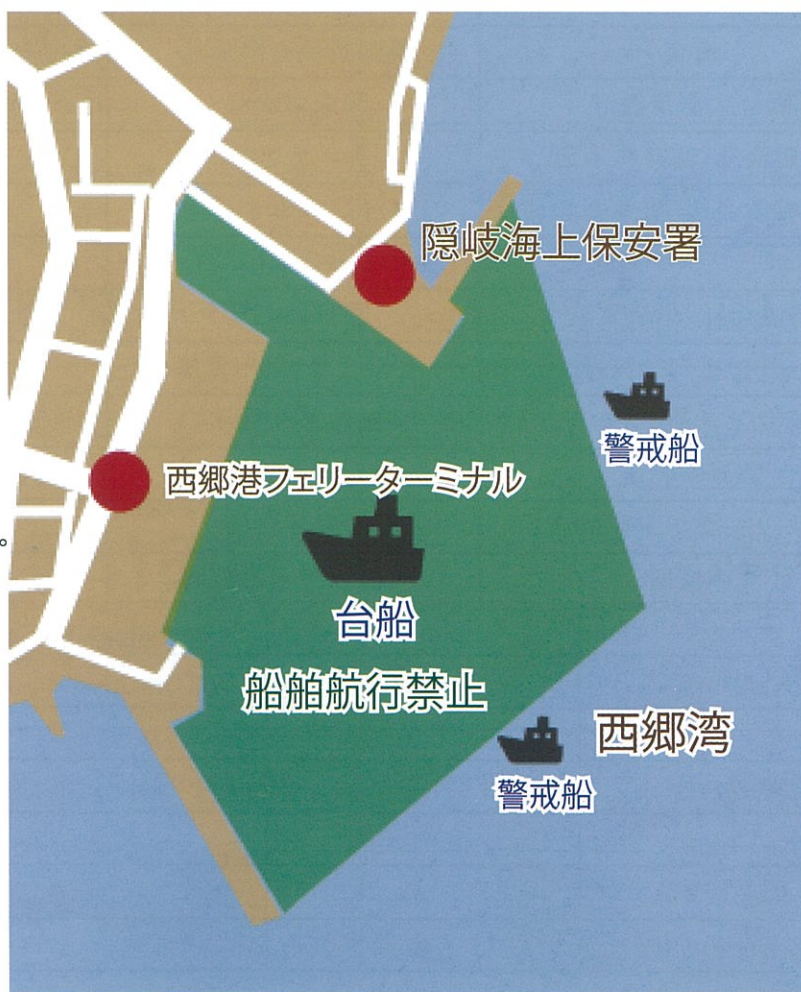 隠岐海上保安署
警戒船
西郷港フェリーターミナル
。
台船
船舶航行禁止
西郷湾
警戒船